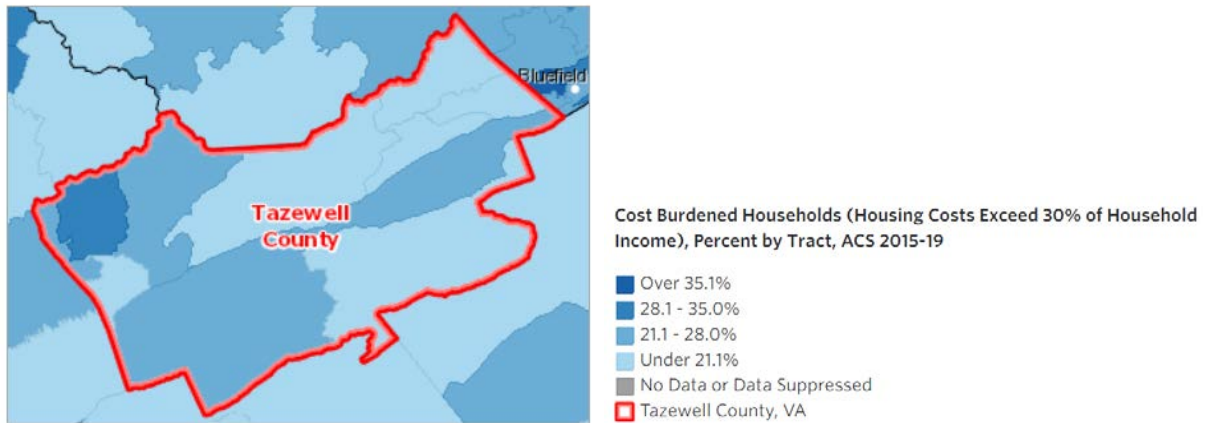 Bluefield
Tazewell
County
Cost Burdened Households (Housing Costs Exceed 30% of Household
Income), Percent by Tract, ACS 2015-19
Over 35.1%
28.1 - 35.0%
21.1 - 28.0%
Under 21.1%
No Data or Data Suppressed
Tazewell County, VA